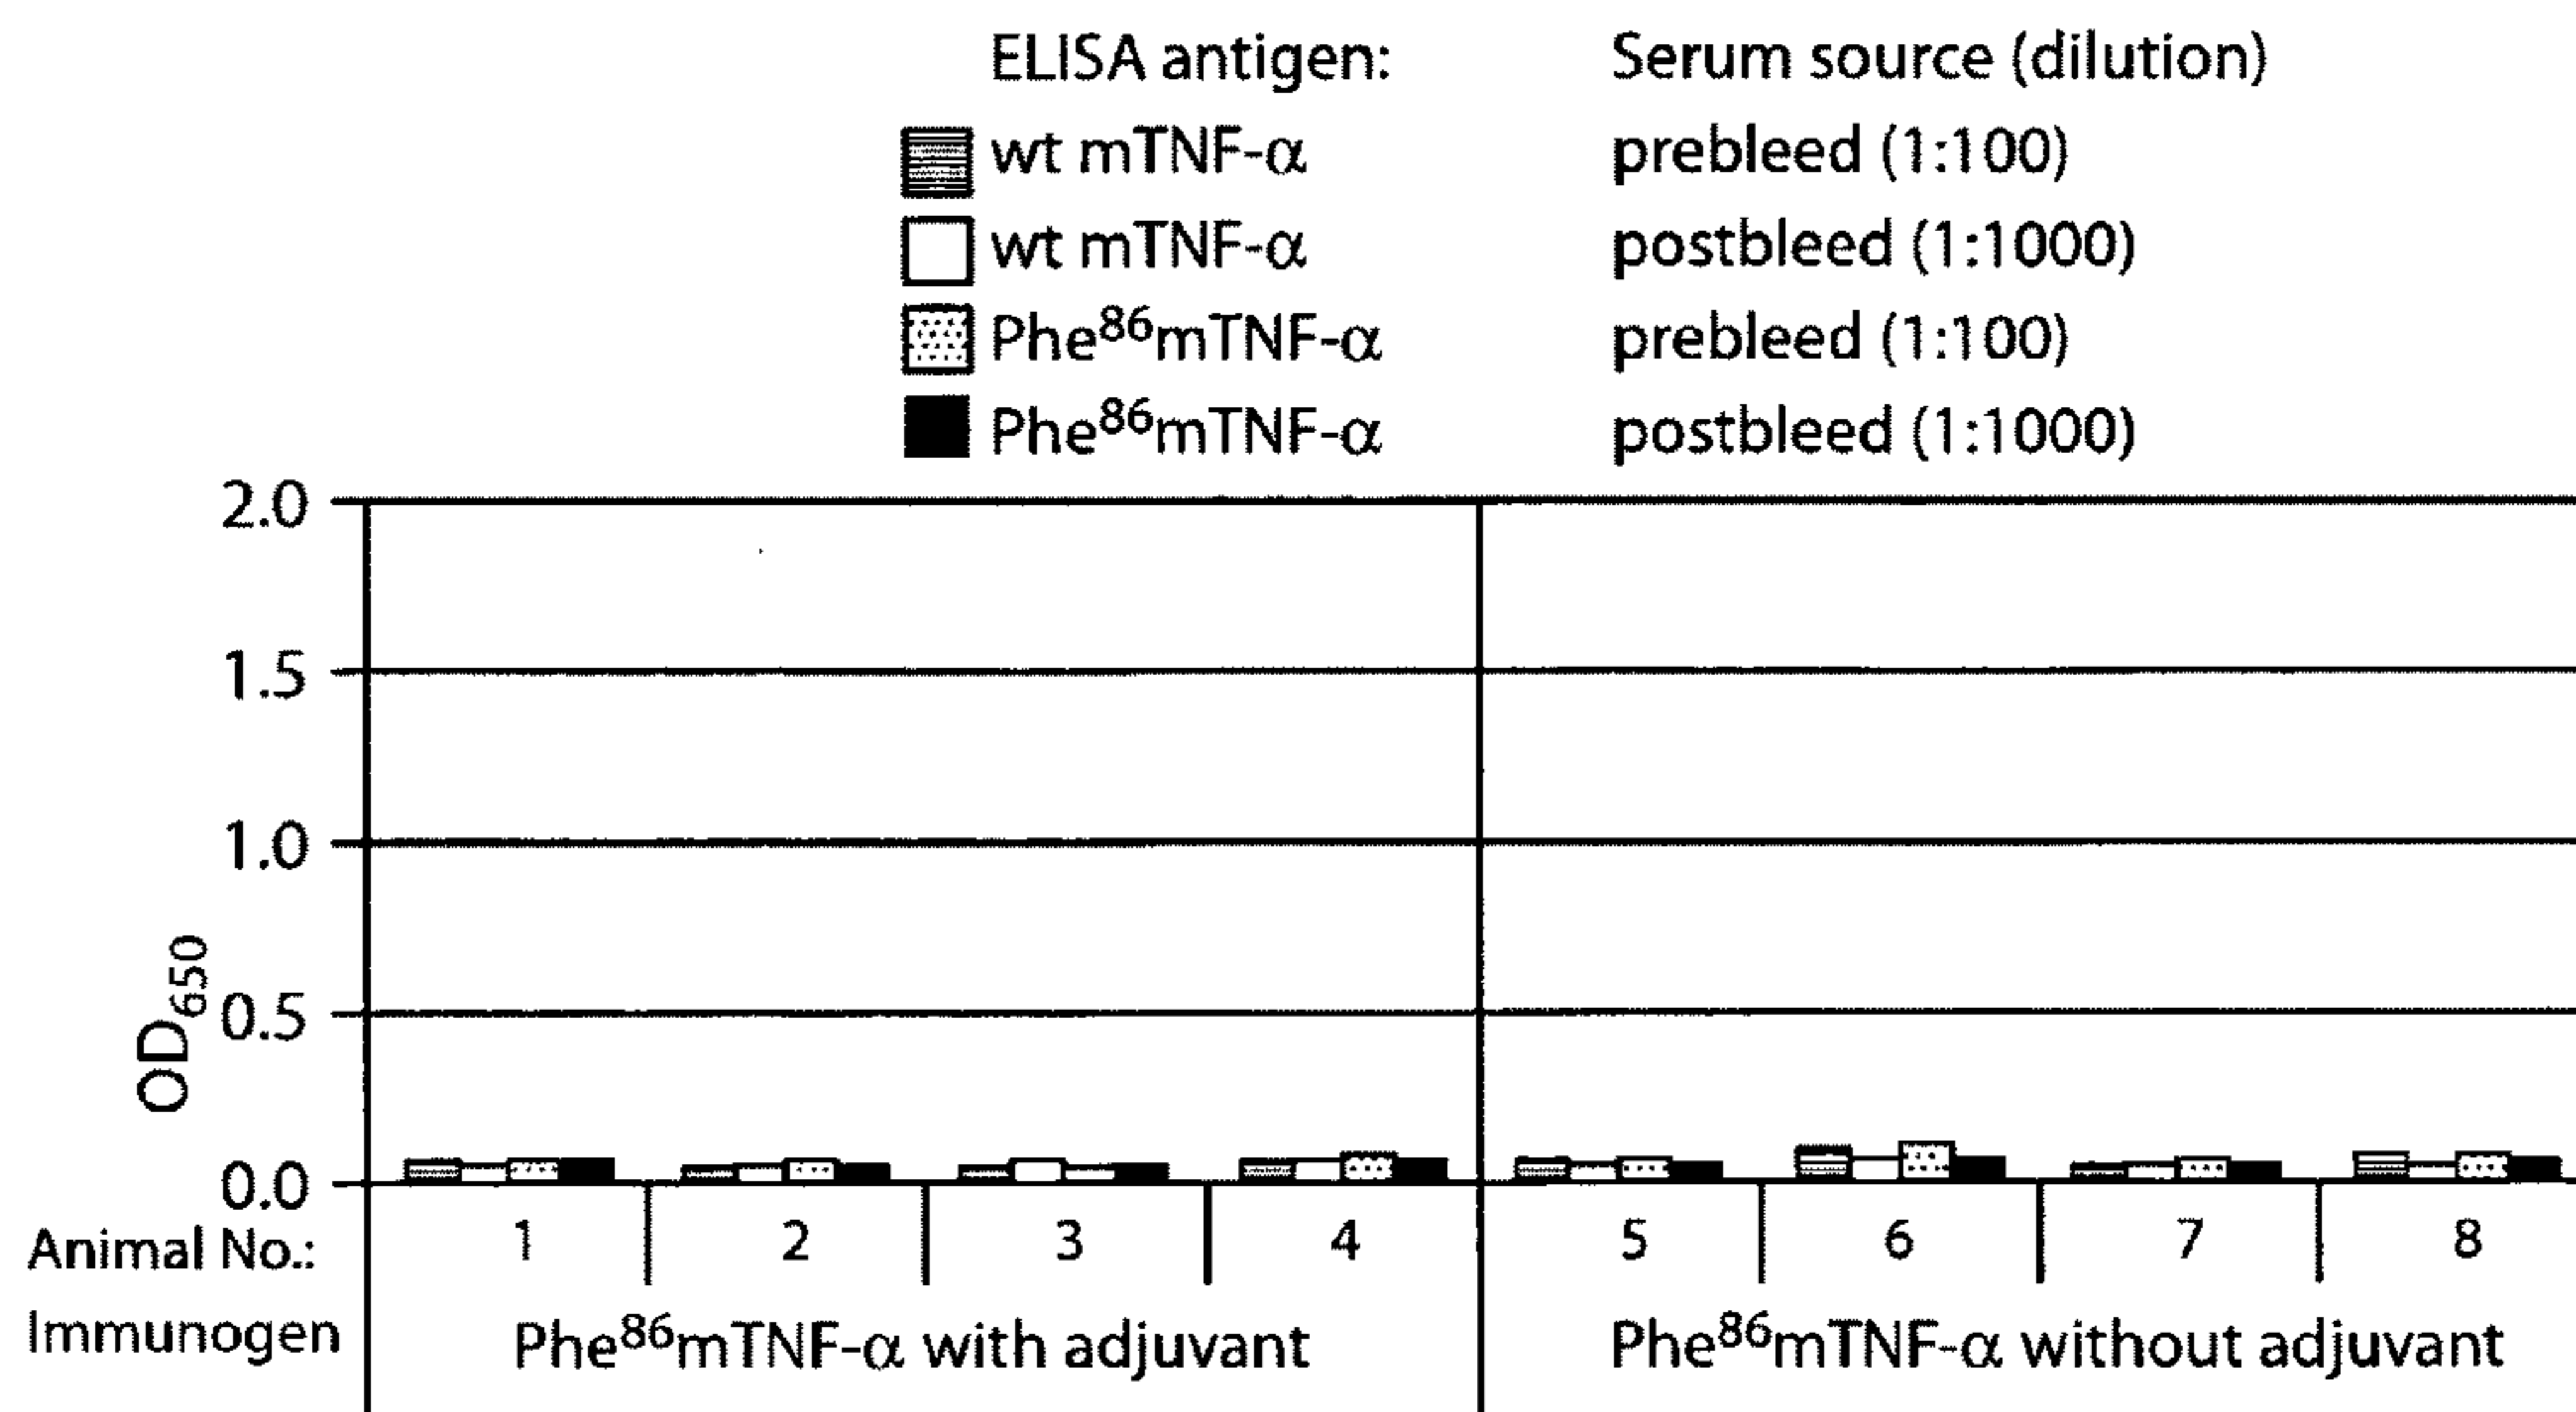 ELISA antigen: Serum source (dilution)
wt mTNF-α prebleed (1:100)
wt mTNF-α postbleed (1:1000)
Phe⁸⁶mTNF-α prebleed (1:100)
Phe⁸⁶mTNF-α postbleed (1:1000)
2.0
1.5
1.0
0.5
0.0
OD₆₅₀
Animal No.: 1 2 3 4 5 6 7 8
Immunogen Phe⁸⁶mTNF-α with adjuvant Phe⁸⁶mTNF-α without adjuvant